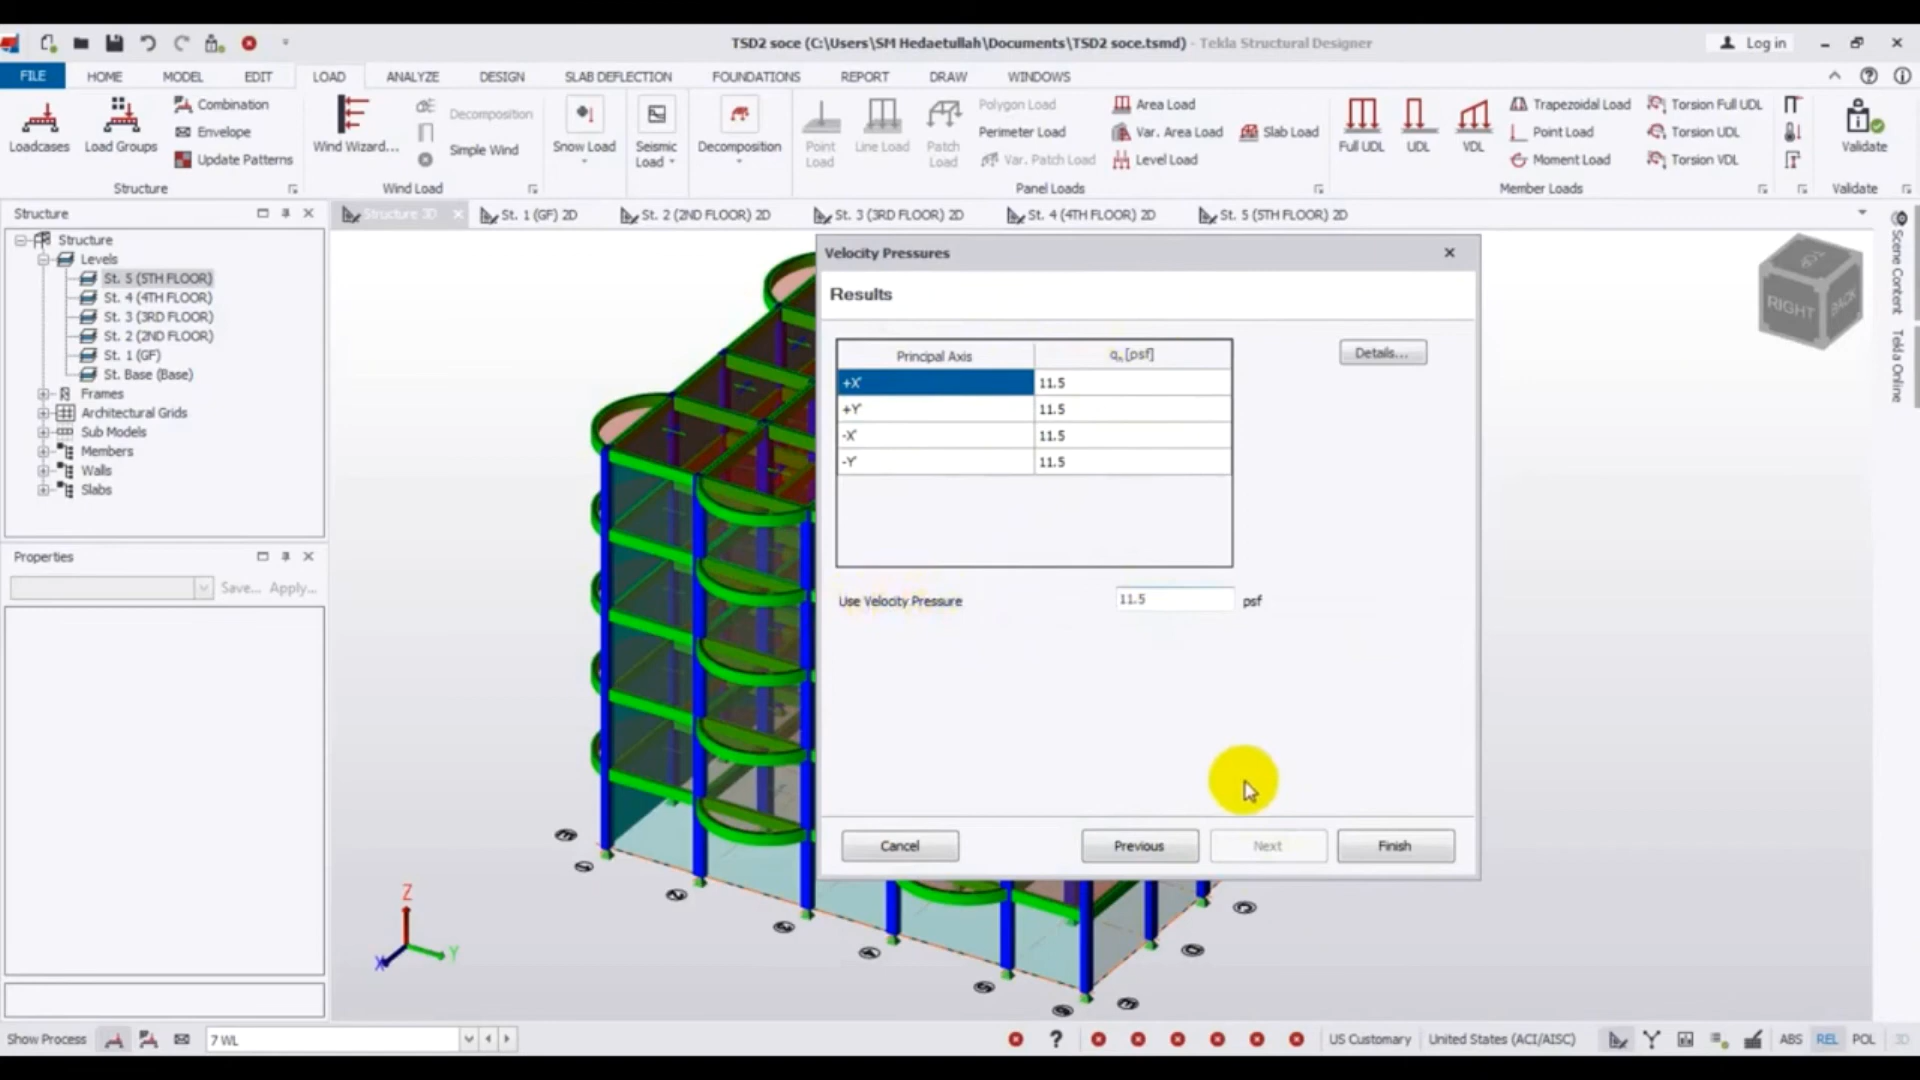 TSD2 soce (C:\Users\SM Hedaetullah\Documents\TSD2 soce.tsmd) - Tekla Structural Designer
Log in
FILE HOME MODEL EDIT LOAD ANALYZE DESIGN SLAB DEFLECTION FOUNDATIONS REPORT DRAW WINDOWS
Loadcases
Load Groups
Combination
Envelope
Update Patterns
Structure
Wind Wizard...
Decomposition
Simple Wind
Wind Load
Snow Load
Seismic Load
Decomposition
Point Load
Line Load
Patch Load
Polygon Load
Perimeter Load
Var. Patch Load
Area Load
Var. Area Load
Level Load
Slab Load
Panel Loads
Full UDL
UDL
VDL
Trapezoidal Load
Point Load
Moment Load
Torsion Full UDL
Torsion UDL
Torsion VDL
Member Loads
Validate
Validate
Structure
Structure 3D
St. 1 (GF) 2D
St. 2 (2ND FLOOR) 2D
St. 3 (3RD FLOOR) 2D
St. 4 (4TH FLOOR) 2D
St. 5 (5TH FLOOR) 2D
Structure
Levels
St. 5 (5TH FLOOR)
St. 4 (4TH FLOOR)
St. 3 (3RD FLOOR)
St. 2 (2ND FLOOR)
St. 1 (GF)
St. Base (Base)
Frames
Architectural Grids
Sub Models
Members
Walls
Slabs
Properties
Save... Apply...
Velocity Pressures
Results
Principal Axis qh[psf]
+X' 11.5
+Y' 11.5
-X' 11.5
-Y' 11.5
Details...
Use Velocity Pressure 11.5 psf
Cancel Previous Next Finish
RIGHT
BACK
Scene Content
Tekla Online
Z
X
Y
Show Process
7 WL
US Customary
United States (ACI/AISC)
ABS REL POL 3D